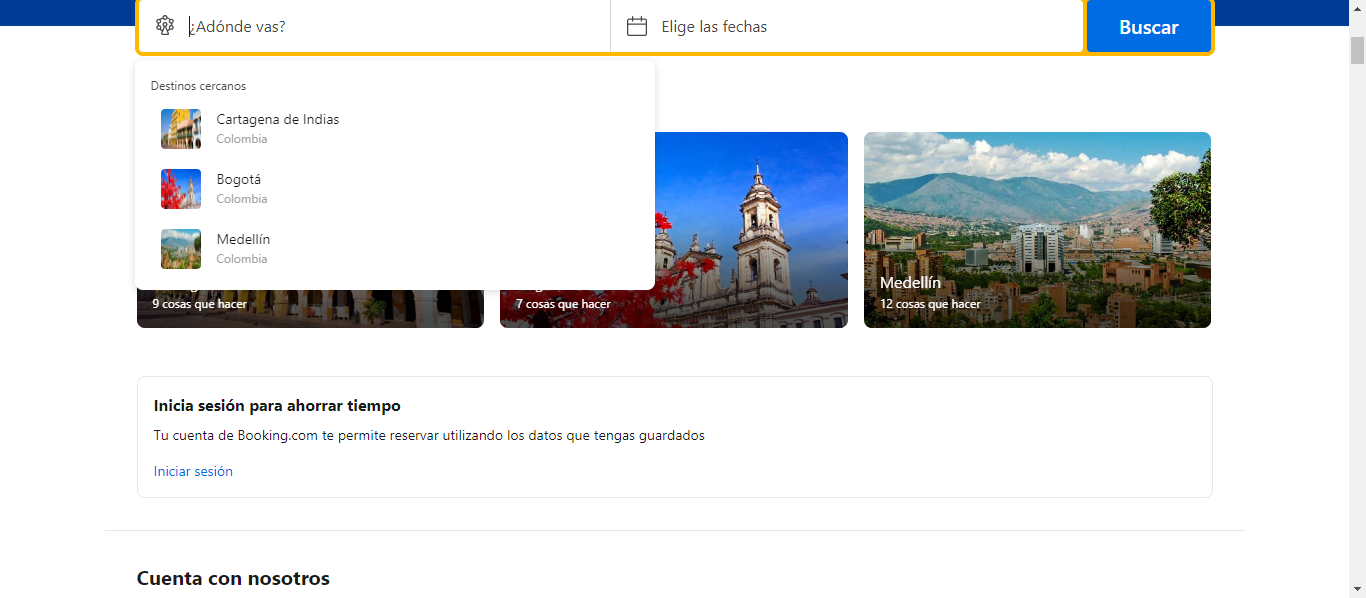 ¿Adónde vas?
Elige las fechas
Buscar
Destinos cercanos
Cartagena de Indias
Colombia
Bogotá
Colombia
Medellín
Colombia
9 cosas que hacer
7 cosas que hacer
Medellín
12 cosas que hacer
Inicia sesión para ahorrar tiempo
Tu cuenta de Booking.com te permite reservar utilizando los datos que tengas guardados
Iniciar sesión
Cuenta con nosotros